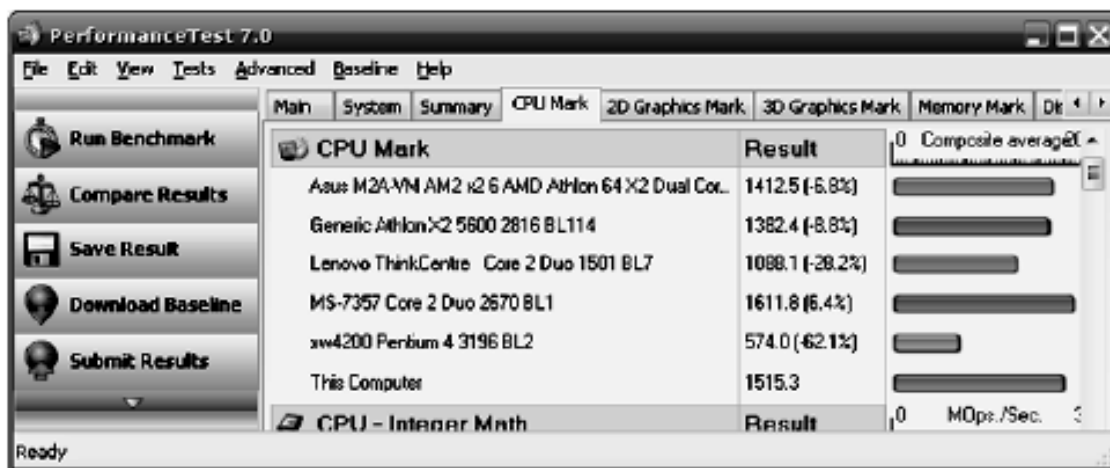 PerformanceTest 7.0
File Edit View Tests Advanced Baseline Help
Main System Summary CPU Mark 2D Graphics Mark 3D Graphics Mark Memory Mark
Run Benchmark
Compare Results
Save Result
Download Baseline
Submit Results
CPU Mark Result 0 Composite average
Asus M2A-VM AM2 x2 6 AMD Athlon 64 X2 Dual Cor... 1412.5 (-6.8%)
Generic Athlon X2 5600 2816 BL114 1382.4 (-8.8%)
Lenovo ThinkCentre Core 2 Duo 1501 BL7 1088.1 (-28.2%)
MS-7357 Core 2 Duo 2670 BL1 1611.8 (6.4%)
xw4200 Pentium 4 3196 BL2 574.0 (-62.1%)
This Computer 1515.3
CPU - Integer Math Result 0 MOps./Sec.
Ready